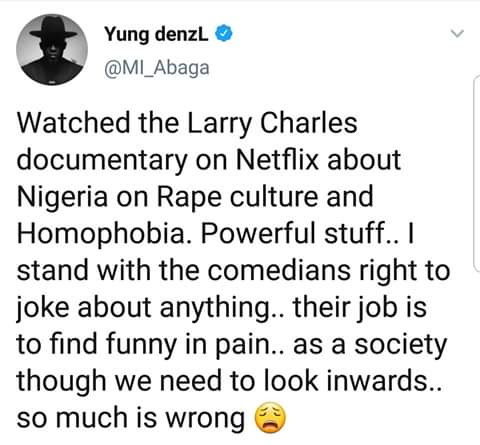 Yung denzL
@MI_Abaga
Watched the Larry Charles
documentary on Netflix about
Nigeria on Rape culture and
Homophobia. Powerful stuff.. I
stand with the comedians right to
joke about anything.. their job is
to find funny in pain.. as a society
though we need to look inwards..
so much is wrong 😩